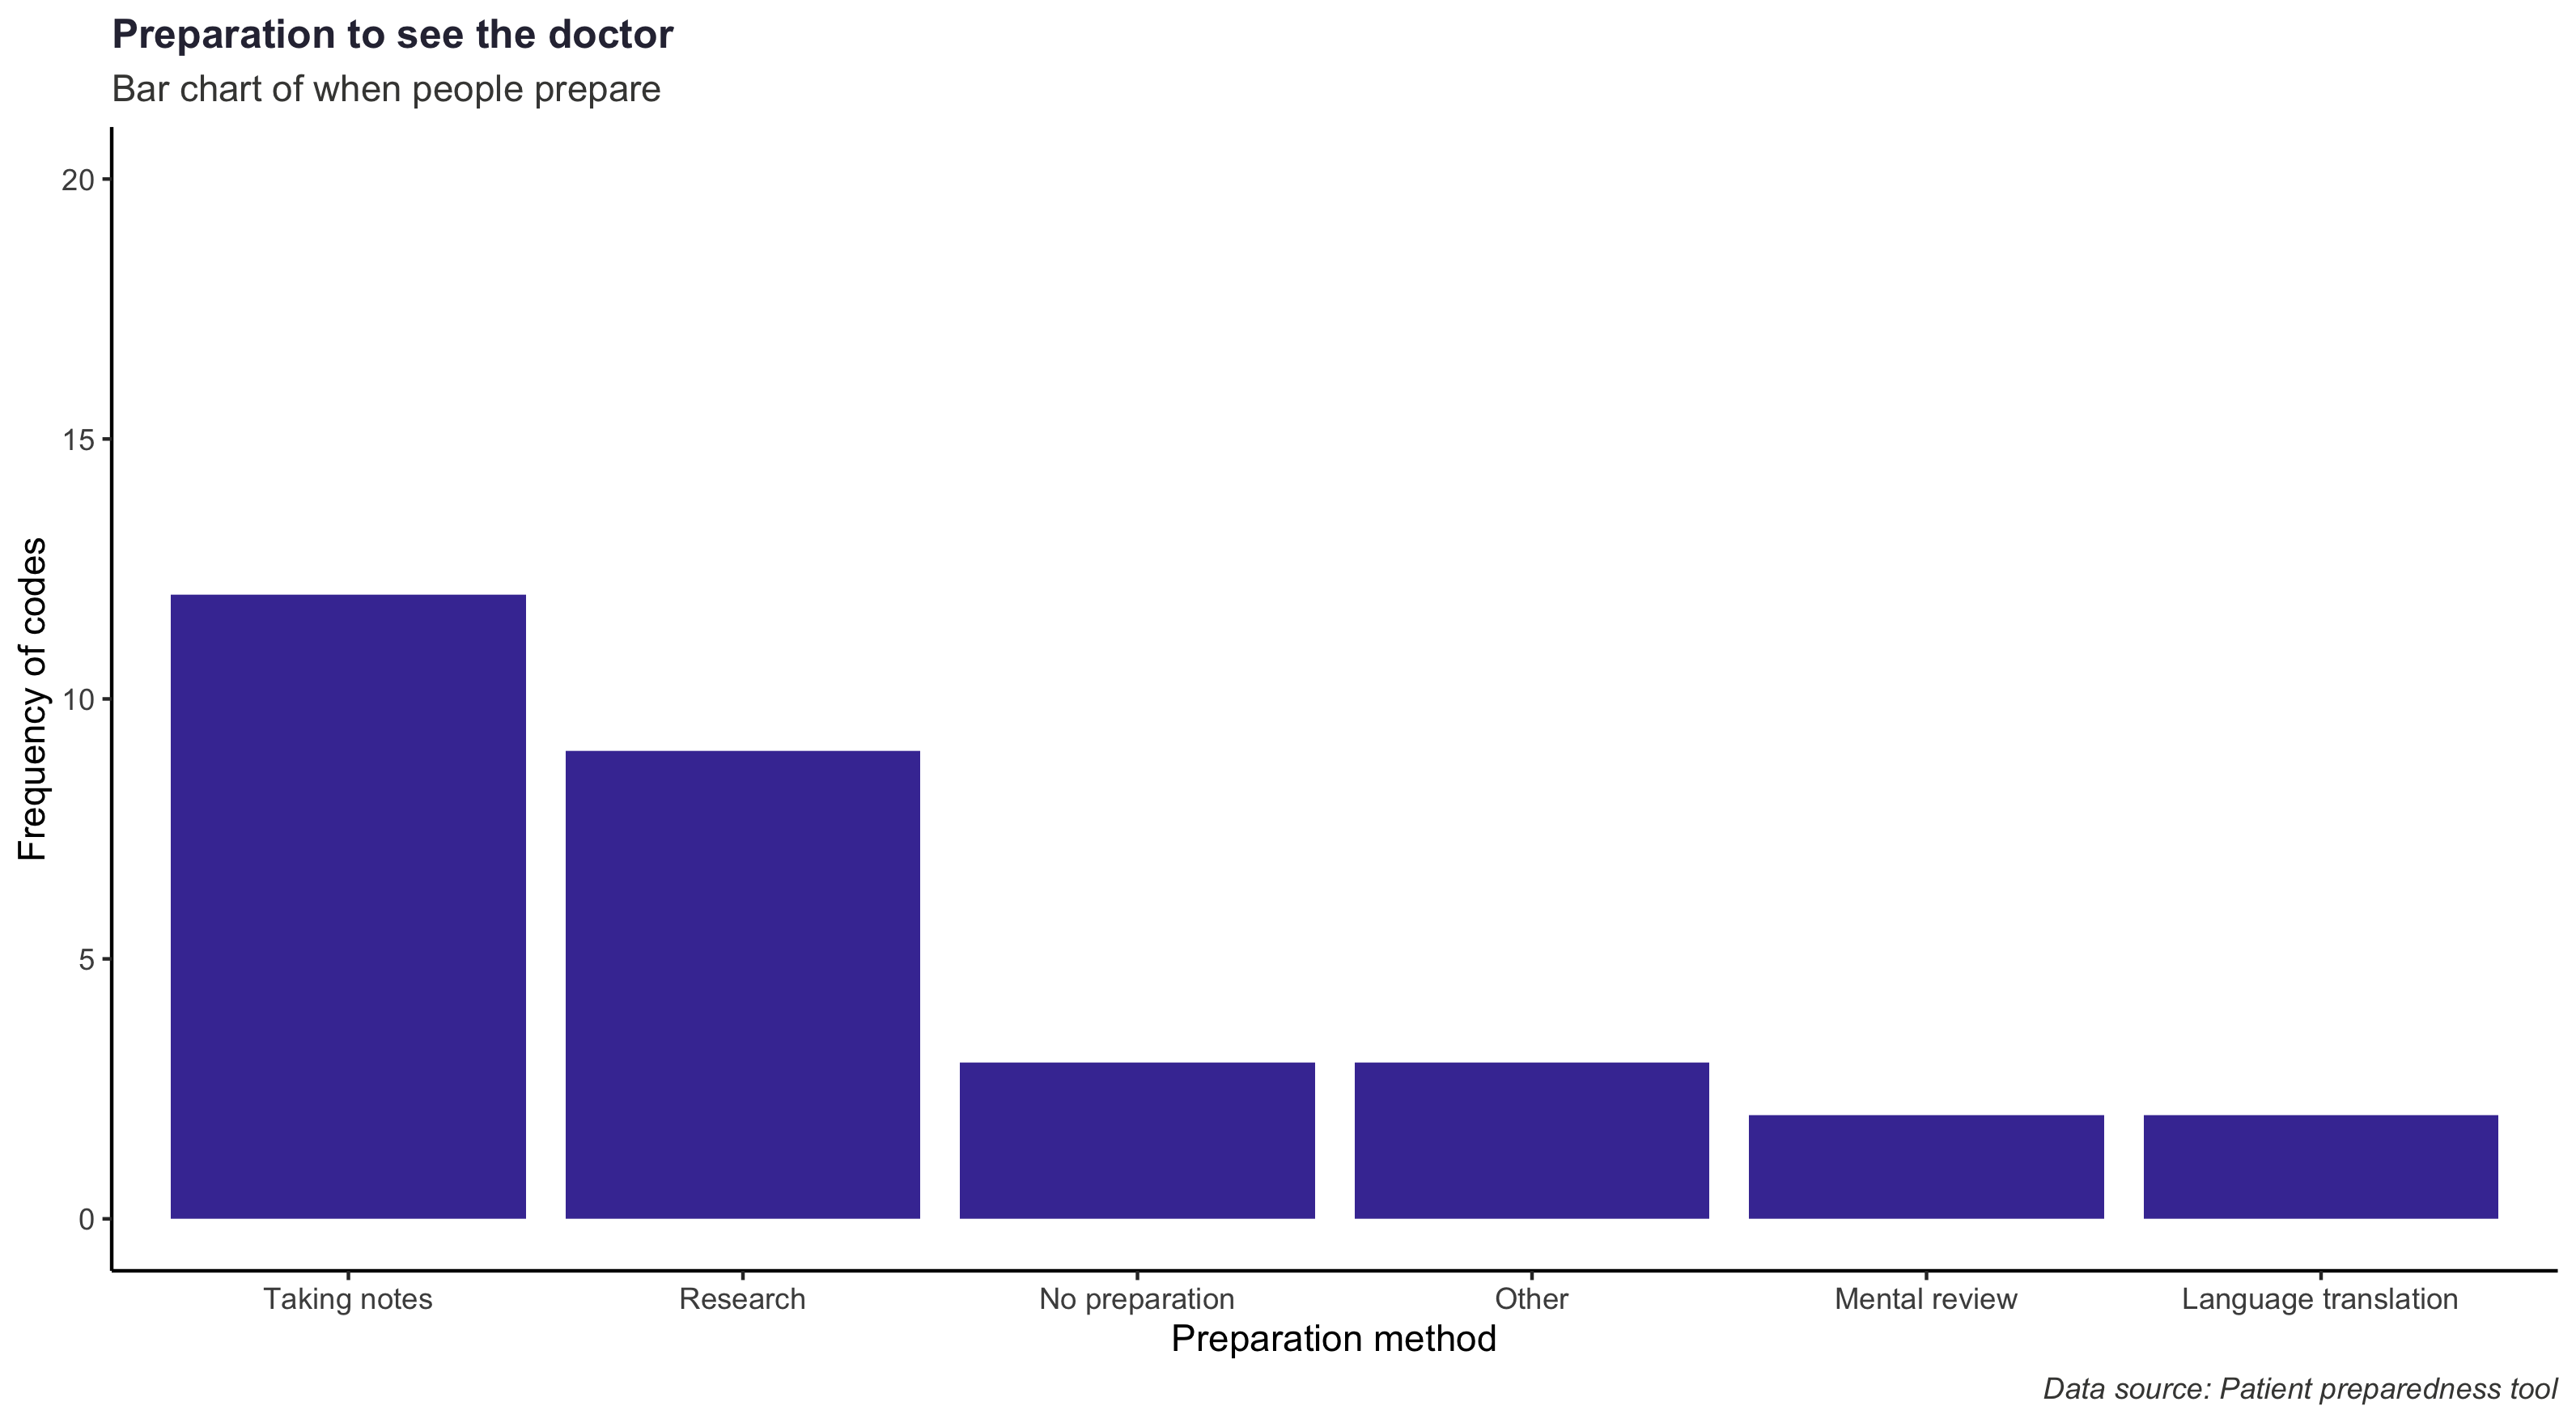 Preparation to see the doctor
Bar chart of when people prepare
Frequency of codes
20
15
10
5
0
Taking notes
Research
No preparation
Other
Mental review
Language translation
Preparation method
Data source: Patient preparedness tool